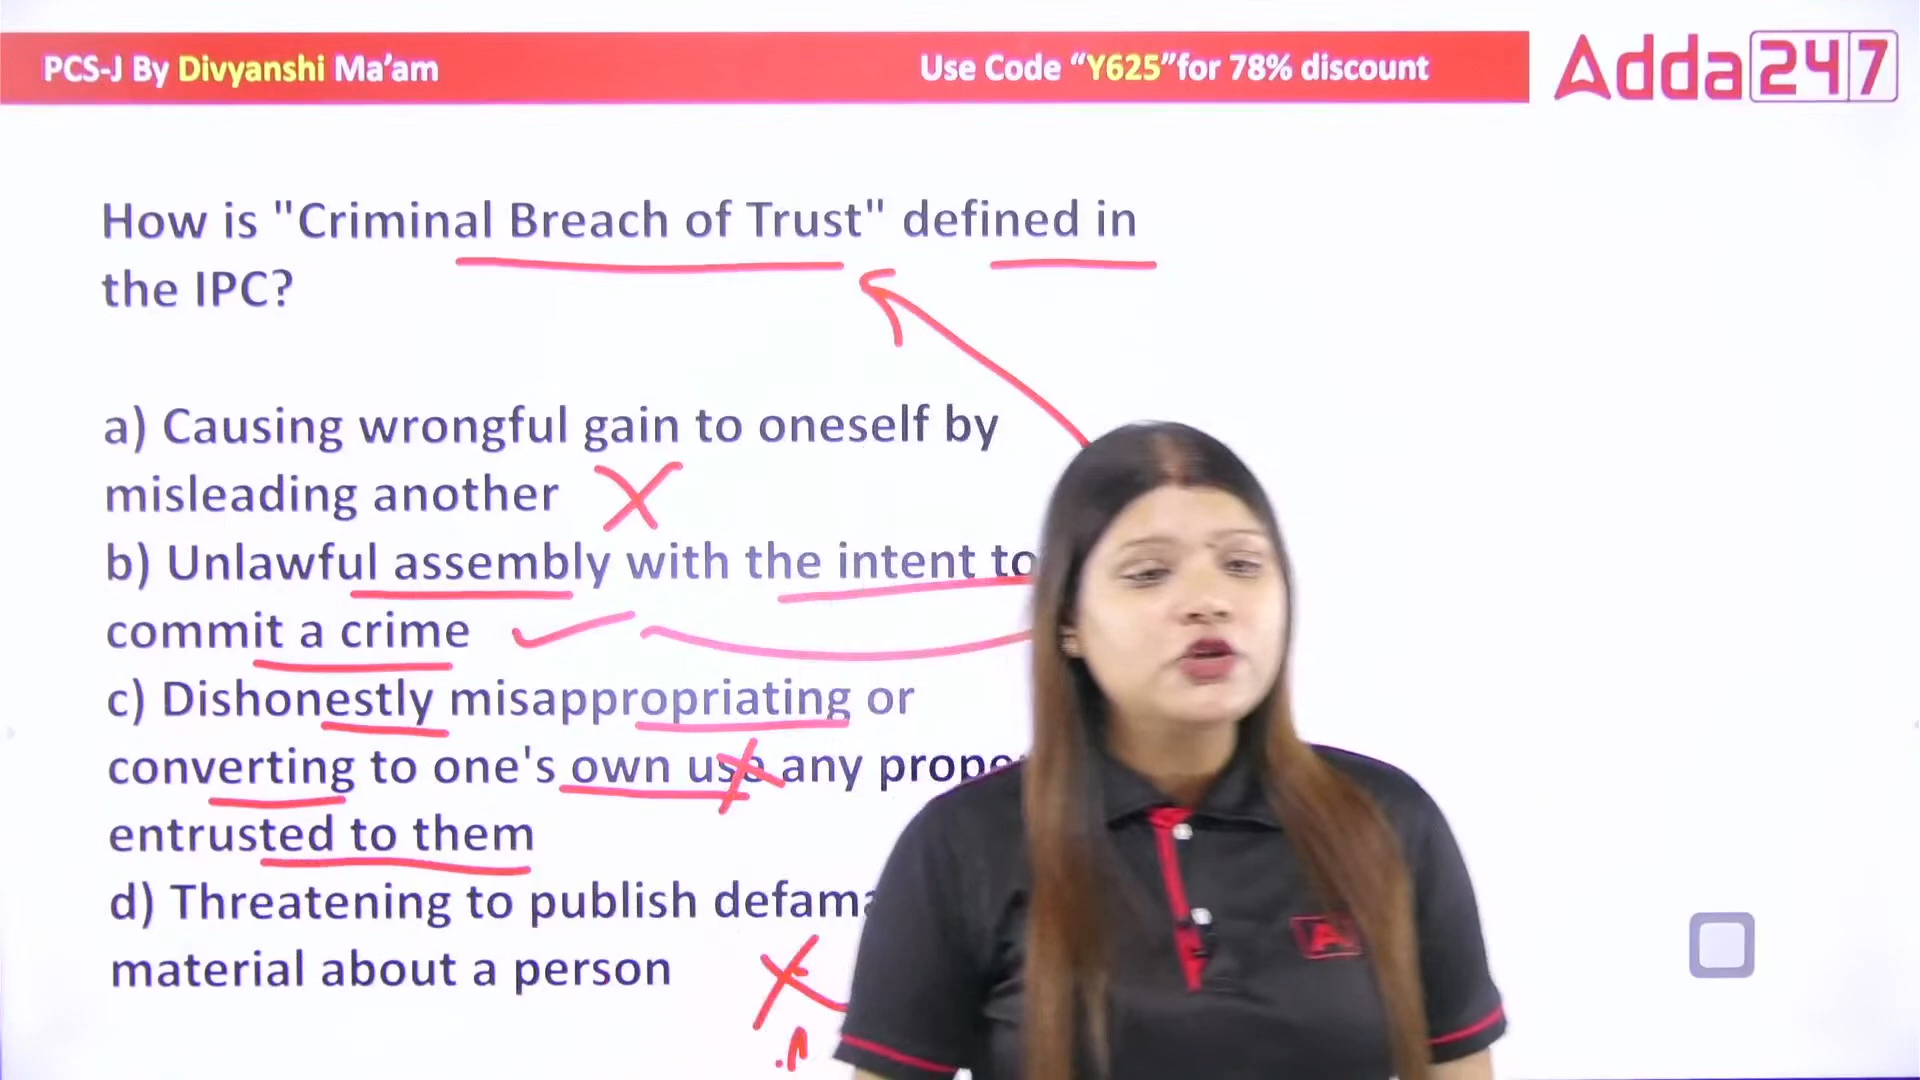 PCS-J By Divyanshi Ma’am
Use Code “Y625”for 78% discount
Adda247
How is "Criminal Breach of Trust" defined in
the IPC?
a) Causing wrongful gain to oneself by
misleading another
b) Unlawful assembly with the intent to
commit a crime
c) Dishonestly misappropriating or
converting to one's own use any
entrusted to them
d) Threatening to publish
material about a person
A